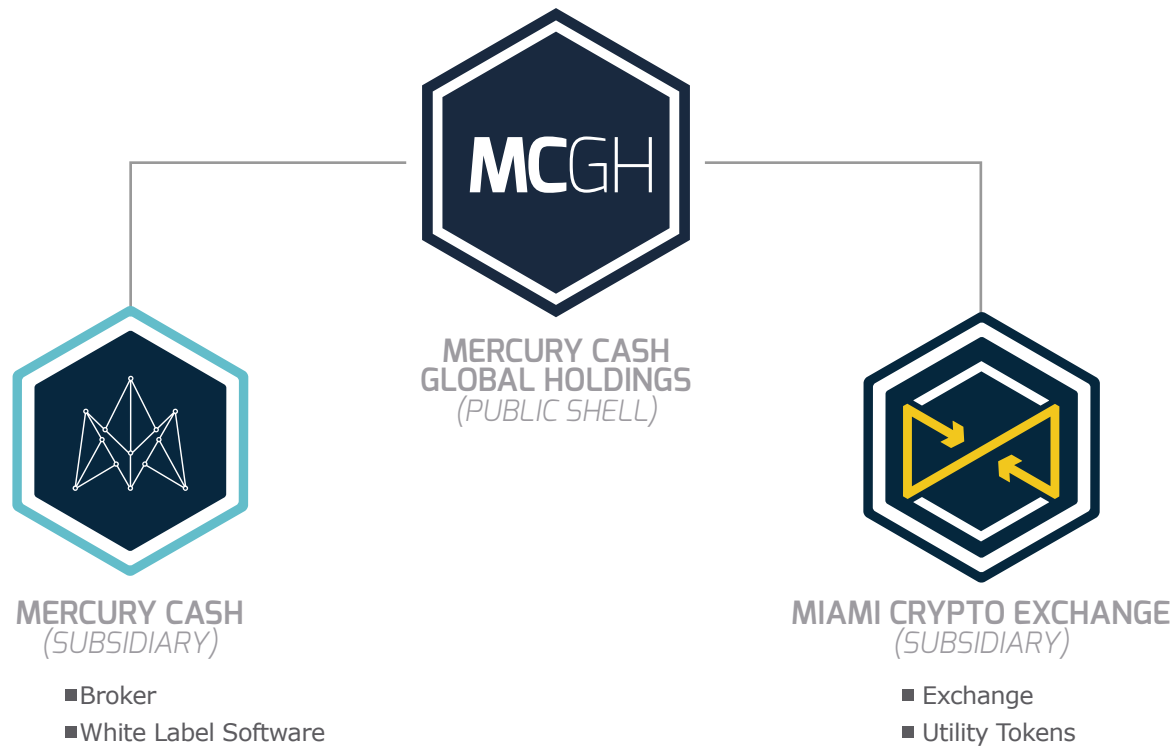 MCGH
MERCURY CASH
GLOBAL HOLDINGS
(PUBLIC SHELL)
MERCURY CASH
(SUBSIDIARY)
■Broker
■White Label Software
MIAMI CRYPTO EXCHANGE
(SUBSIDIARY)
■ Exchange
■ Utility Tokens